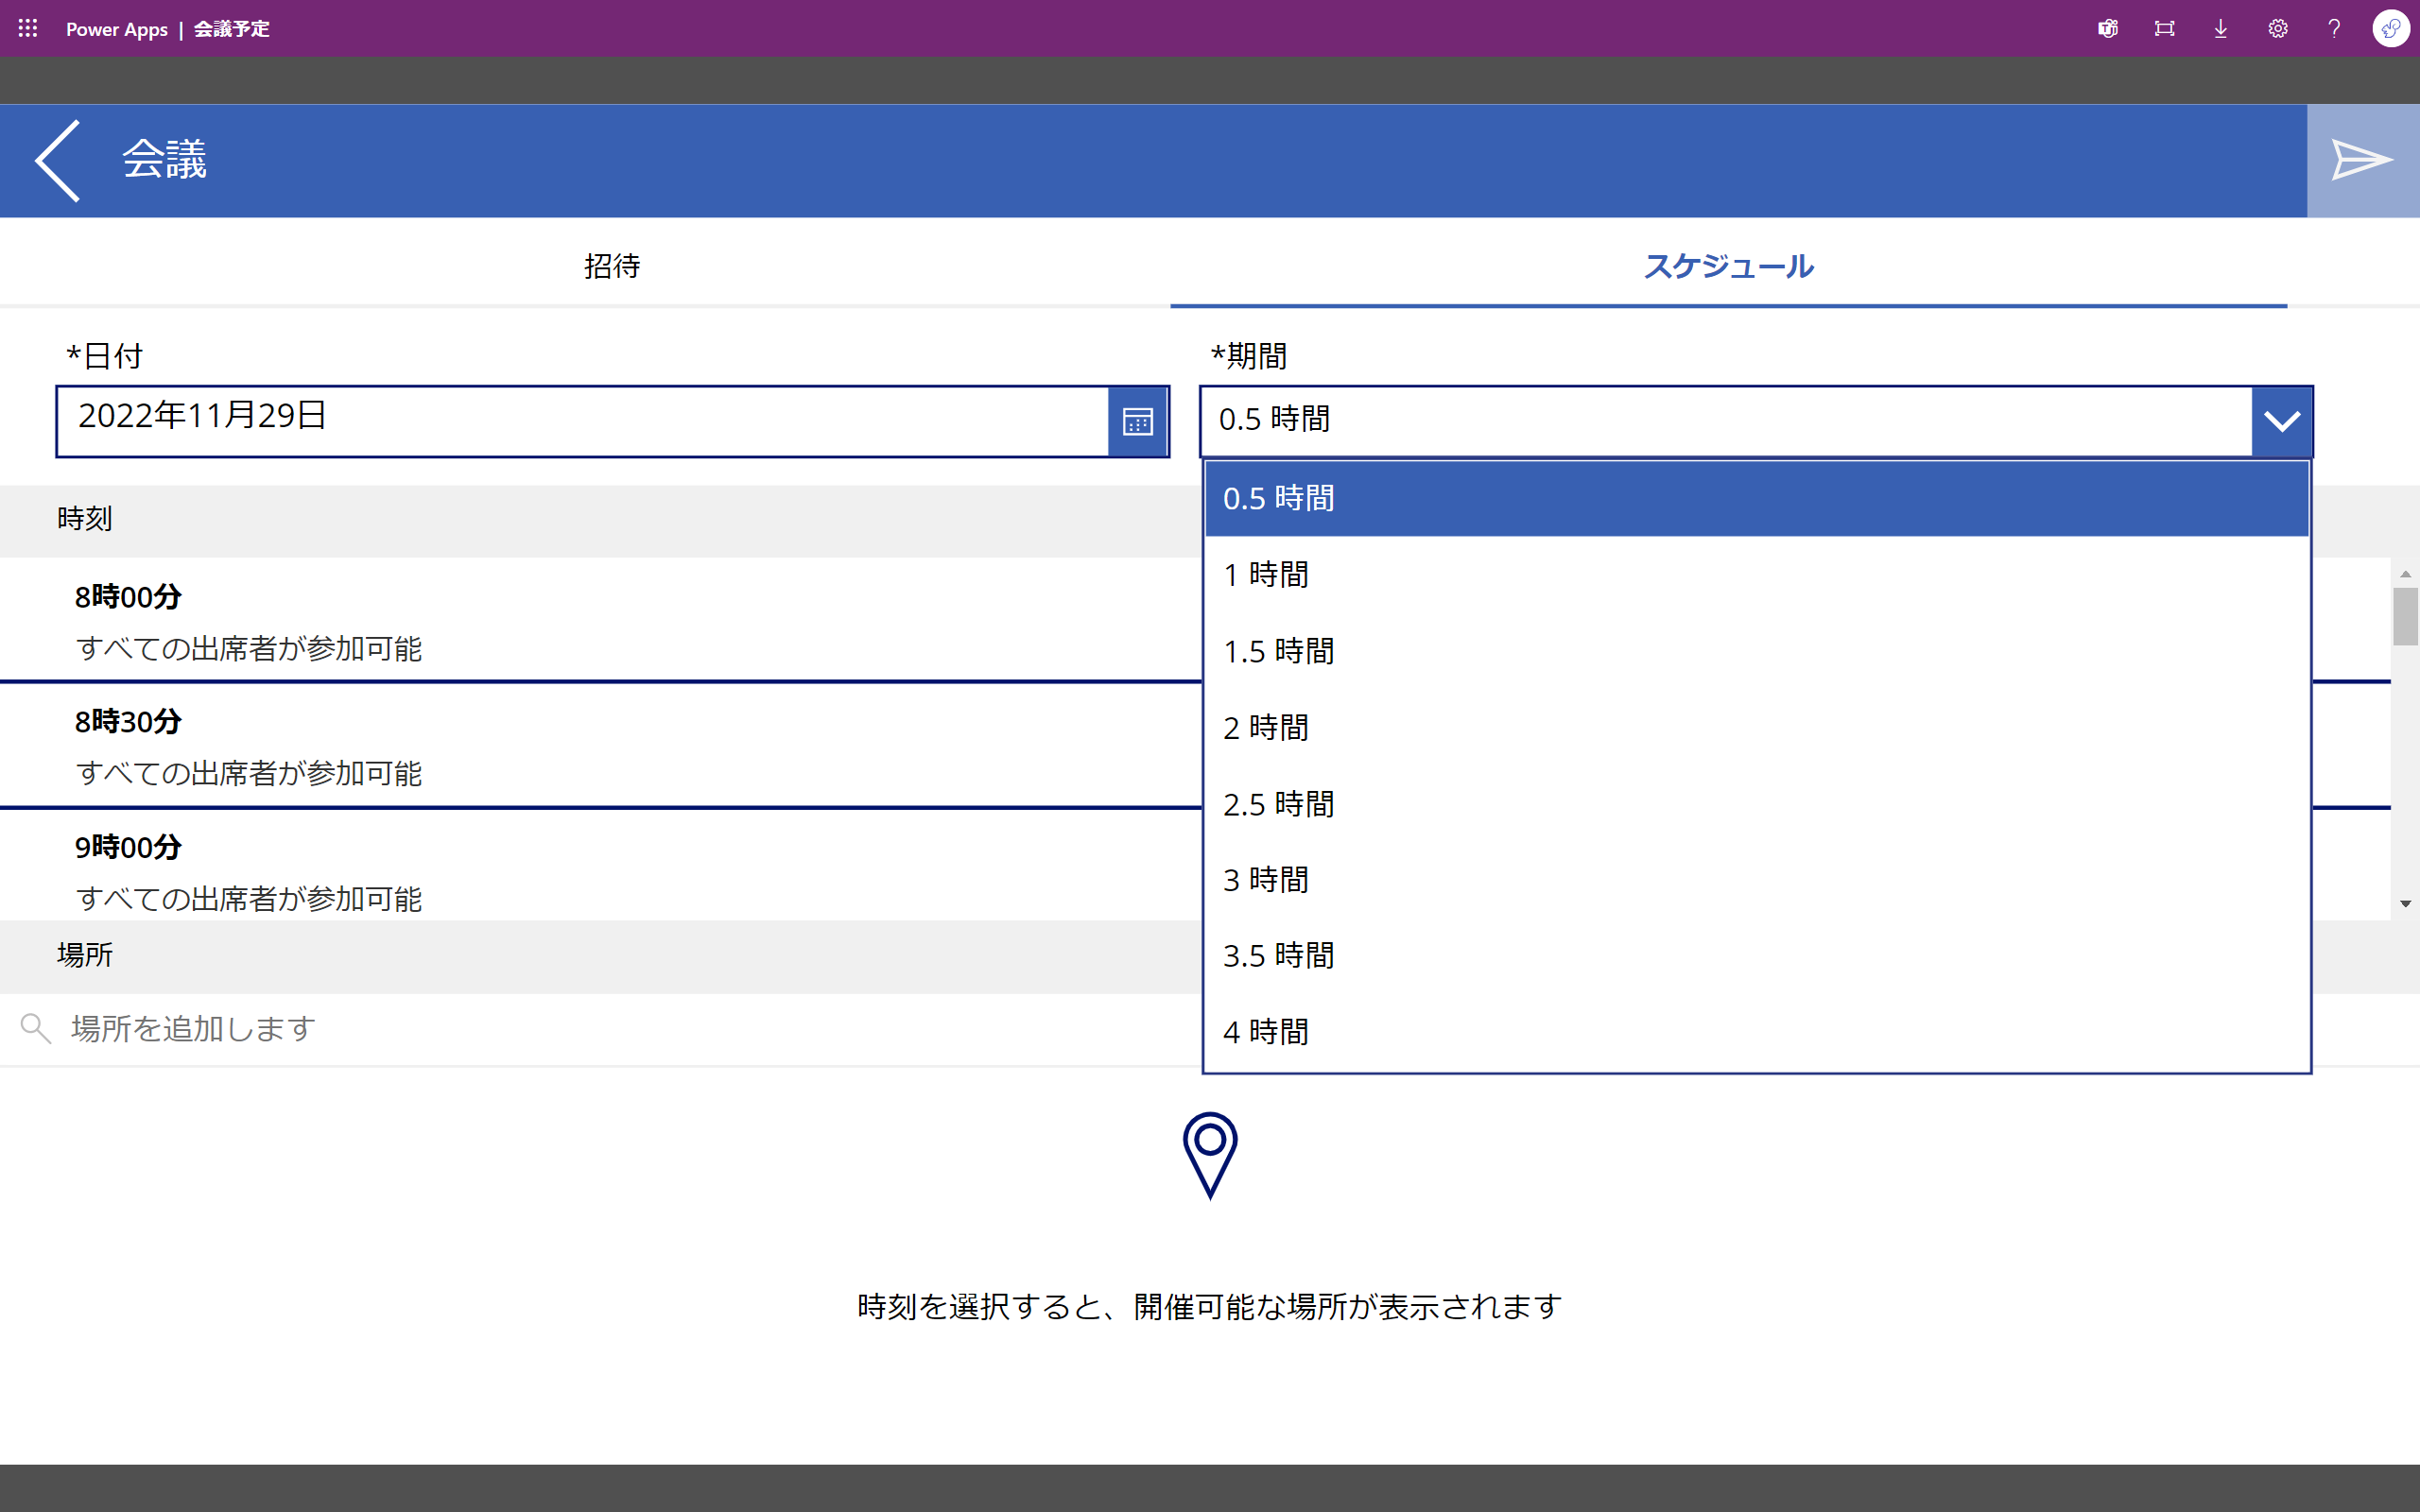 Power Apps | 会議予定
会議
招待
スケジュール
*日付
*期間
2022年11月29日
0.5 時間
0.5 時間
1 時間
1.5 時間
2 時間
2.5 時間
3 時間
3.5 時間
4 時間
時刻
8時00分
すべての出席者が参加可能
8時30分
すべての出席者が参加可能
9時00分
すべての出席者が参加可能
場所
場所を追加します
時刻を選択すると、開催可能な場所が表示されます